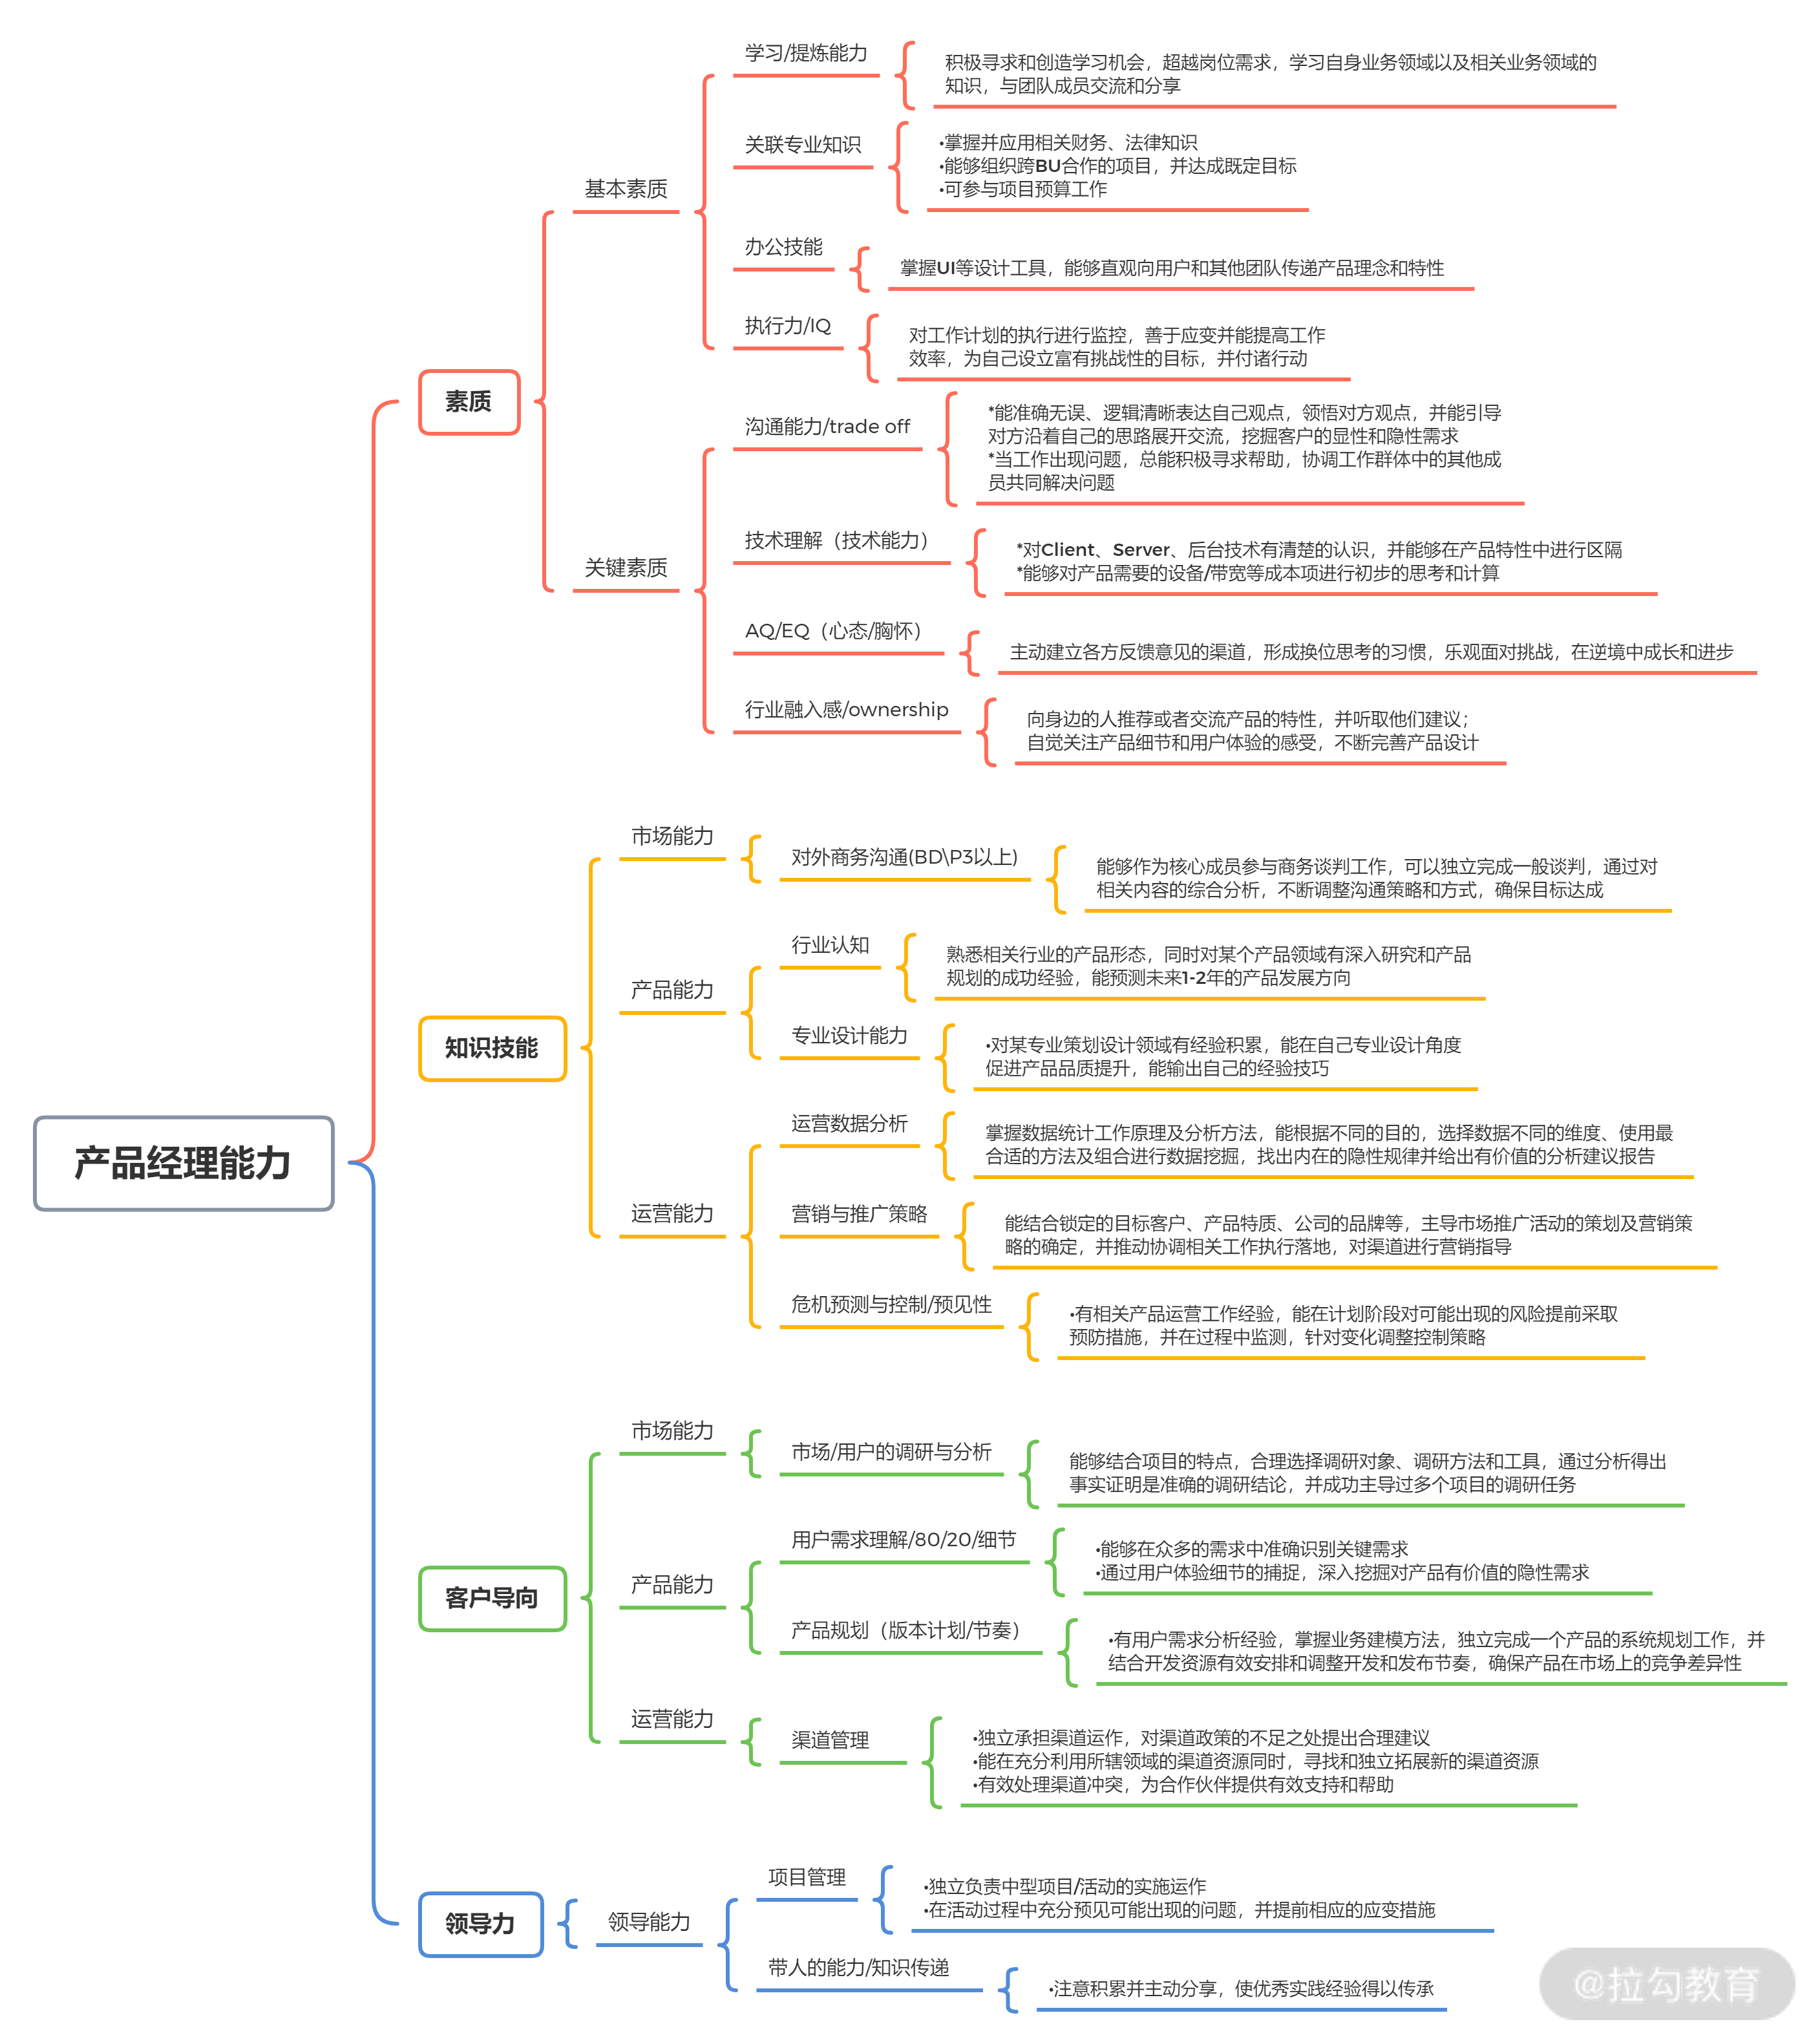 产品经理能力
素质
基本素质
学习/提炼能力
积极寻求和创造学习机会，超越岗位需求，学习自身业务领域以及相关业务领域的
知识，与团队成员交流和分享
关联专业知识
•掌握并应用相关财务、法律知识
•能够组织跨BU合作的项目，并达成既定目标
•可参与项目预算工作
办公技能
掌握UI等设计工具，能够直观向用户和其他团队传递产品理念和特性
执行力/IQ
对工作计划的执行进行监控，善于应变并能提高工作
效率，为自己设立富有挑战性的目标，并付诸行动
关键素质
沟通能力/trade off
*能准确无误、逻辑清晰表达自己观点，领悟对方观点，并能引导
对方沿着自己的思路展开交流，挖掘客户的显性和隐性需求
*当工作出现问题，总能积极寻求帮助，协调工作群体中的其他成
员共同解决问题
技术理解（技术能力）
*对Client、Server、后台技术有清楚的认识，并能够在产品特性中进行区隔
*能够对产品需要的设备/带宽等成本项进行初步的思考和计算
AQ/EQ（心态/胸怀）
主动建立各方反馈意见的渠道，形成换位思考的习惯，乐观面对挑战，在逆境中成长和进步
行业融入感/ownership
向身边的人推荐或者交流产品的特性，并听取他们建议；
自觉关注产品细节和用户体验的感受，不断完善产品设计
知识技能
市场能力
对外商务沟通(BD\P3以上)
能够作为核心成员参与商务谈判工作，可以独立完成一般谈判，通过对
相关内容的综合分析，不断调整沟通策略和方式，确保目标达成
产品能力
行业认知
熟悉相关行业的产品形态，同时对某个产品领域有深入研究和产品
规划的成功经验，能预测未来1-2年的产品发展方向
专业设计能力
•对某专业策划设计领域有经验积累，能在自己专业设计角度
促进产品品质提升，能输出自己的经验技巧
运营能力
运营数据分析
掌握数据统计工作原理及分析方法，能根据不同的目的，选择数据不同的维度、使用最
合适的方法及组合进行数据挖掘，找出内在的隐性规律并给出有价值的分析建议报告
营销与推广策略
能结合锁定的目标客户、产品特质、公司的品牌等，主导市场推广活动的策划及营销策
略的确定，并推动协调相关工作执行落地，对渠道进行营销指导
危机预测与控制/预见性
•有相关产品运营工作经验，能在计划阶段对可能出现的风险提前采取
预防措施，并在过程中监测，针对变化调整控制策略
客户导向
市场能力
市场/用户的调研与分析
能够结合项目的特点，合理选择调研对象、调研方法和工具，通过分析得出
事实证明是准确的调研结论，并成功主导过多个项目的调研任务
产品能力
用户需求理解/80/20/细节
•能够在众多的需求中准确识别关键需求
•通过用户体验细节的捕捉，深入挖掘对产品有价值的隐性需求
产品规划（版本计划/节奏）
•有用户需求分析经验，掌握业务建模方法，独立完成一个产品的系统规划工作，并
结合开发资源有效安排和调整开发和发布节奏，确保产品在市场上的竞争差异性
运营能力
渠道管理
•独立承担渠道运作，对渠道政策的不足之处提出合理建议
•能在充分利用所辖领域的渠道资源同时，寻找和独立拓展新的渠道资源
•有效处理渠道冲突，为合作伙伴提供有效支持和帮助
领导力
领导能力
项目管理
•独立负责中型项目/活动的实施运作
•在活动过程中充分预见可能出现的问题，并提前相应的应变措施
带人的能力/知识传递
•注意积累并主动分享，使优秀实践经验得以传承
@拉勾教育